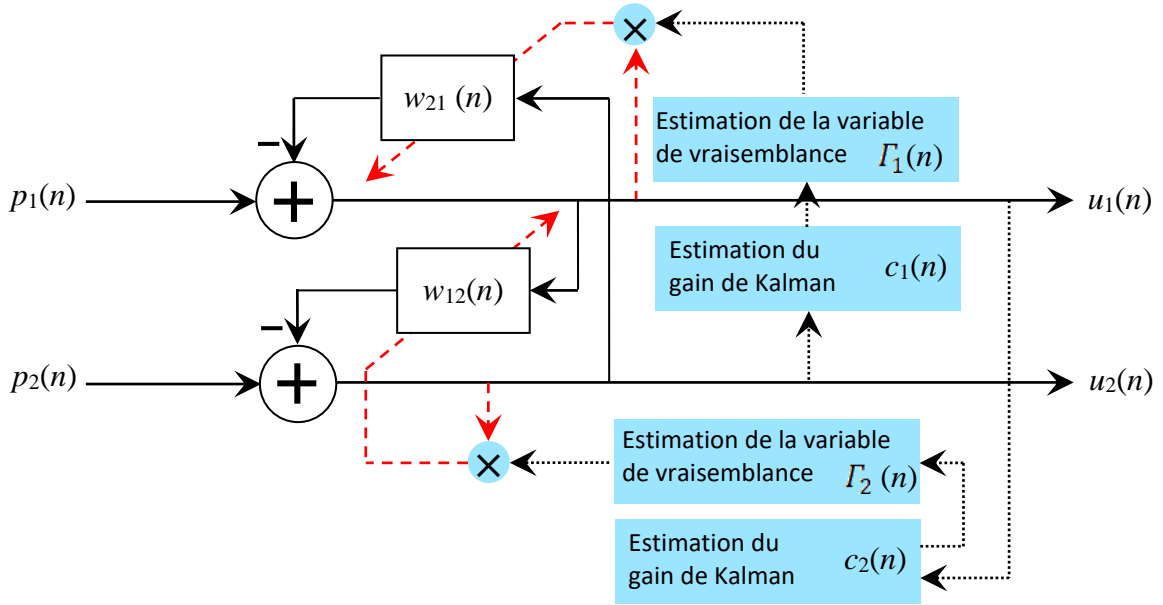 ×
w21 (n)
Estimation de la variable
de vraisemblance Γ1(n)
−
p1(n)
+
u1(n)
Estimation du
gain de Kalman c1(n)
w12(n)
−
p2(n)
+
u2(n)
Estimation de la variable
de vraisemblance Γ2 (n)
×
Estimation du
gain de Kalman c2(n)